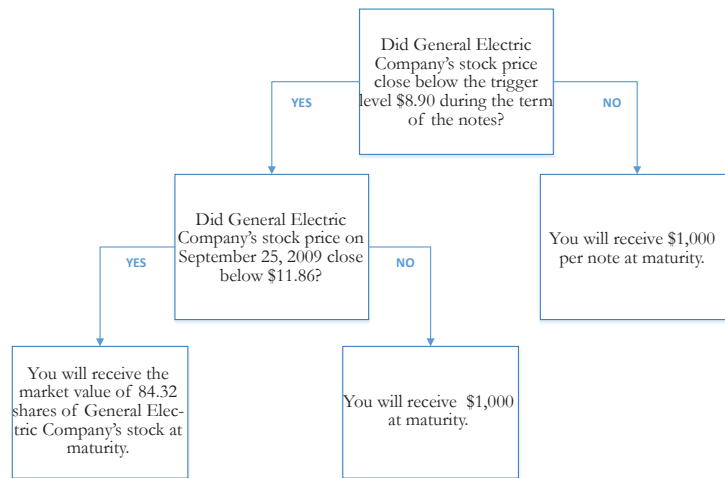 Did General Electric
Company's stock price
close below the trigger
level $8.90 during the term
of the notes?
YES
NO
Did General Electric
Company's stock price on
September 25, 2009 close
below $11.86?
You will receive $1,000
per note at maturity.
YES
NO
You will receive the
market value of 84.32
shares of General Elec-
tric Company's stock at
maturity.
You will receive $1,000
at maturity.